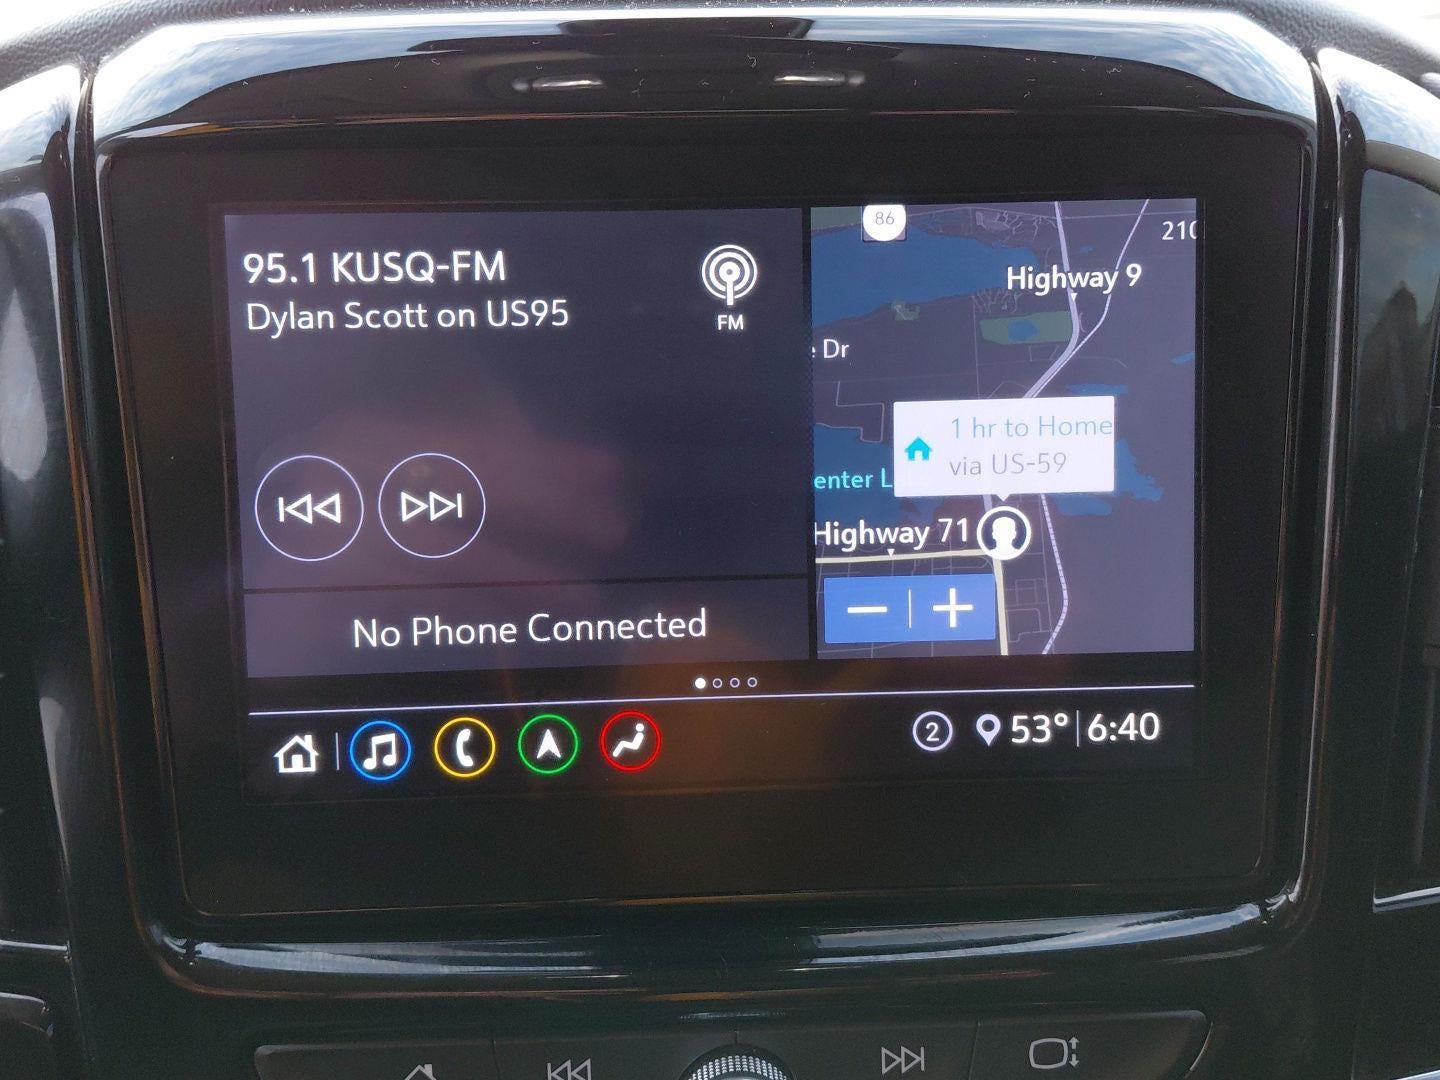 95.1 KUSQ-FM
Dylan Scott on US95
FM
No Phone Connected
86
210
Highway 9
Dr
1 hr to Home
via US-59
enter L
Highway 71
2
53° 6:40